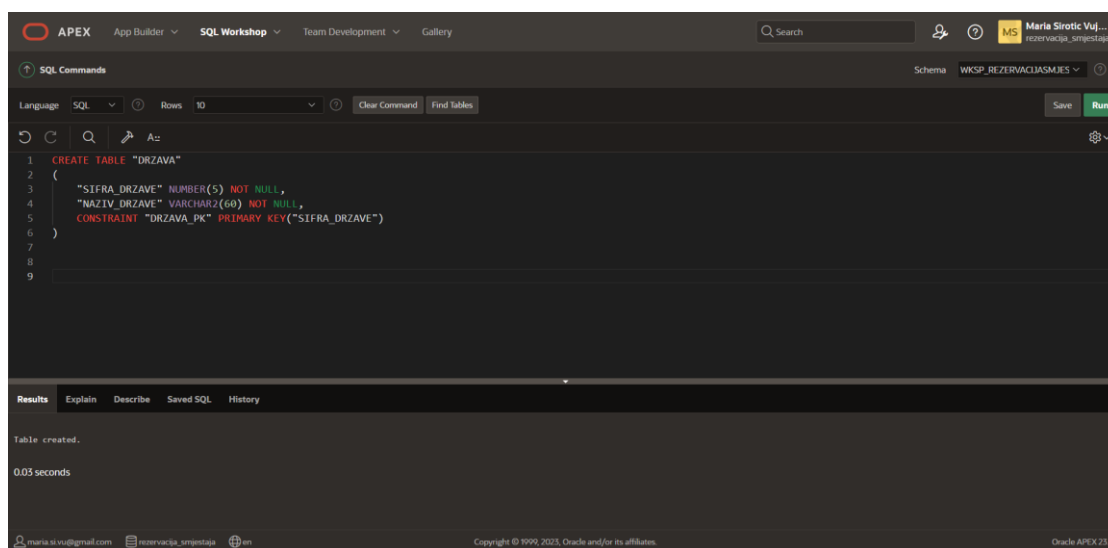 APEX App Builder SQL Workshop Team Development Gallery Search MS Maria Sirotic Vuj...
rezervacija_smjestaja
SQL Commands Schema WKSP_REZERVACIJASMJES
Language SQL Rows 10 Clear Command Find Tables Save Run
A::
1 CREATE TABLE "DRZAVA"
2 (
3 "SIFRA_DRZAVE" NUMBER(5) NOT NULL,
4 "NAZIV_DRZAVE" VARCHAR2(60) NOT NULL,
5 CONSTRAINT "DRZAVA_PK" PRIMARY KEY("SIFRA_DRZAVE")
6 )
7
8
9
Results Explain Describe Saved SQL History
Table created.
0.03 seconds
maria.si.vu@gmail.com rezervacija_smjestaja en Copyright © 1999, 2023, Oracle and/or its affiliates. Oracle APEX 23.